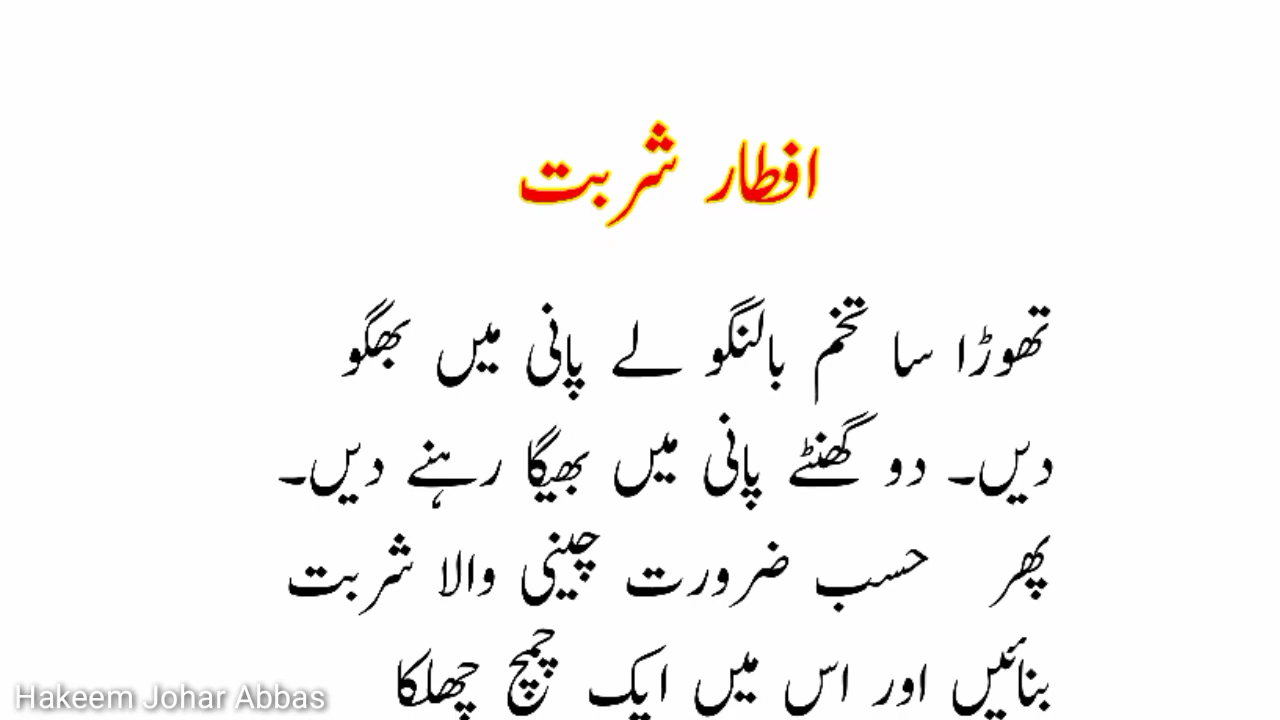 افطار شربت
تھوڑا سا تخم بالنگو لے پانی میں بھگو
دیں۔ دو گھنٹے پانی میں بھیگا رہنے دیں۔
پھر حسب ضرورت چینی والا شربت
بنائیں اور اس میں ایک چمچ چھلکا
Hakeem Johar Abbas